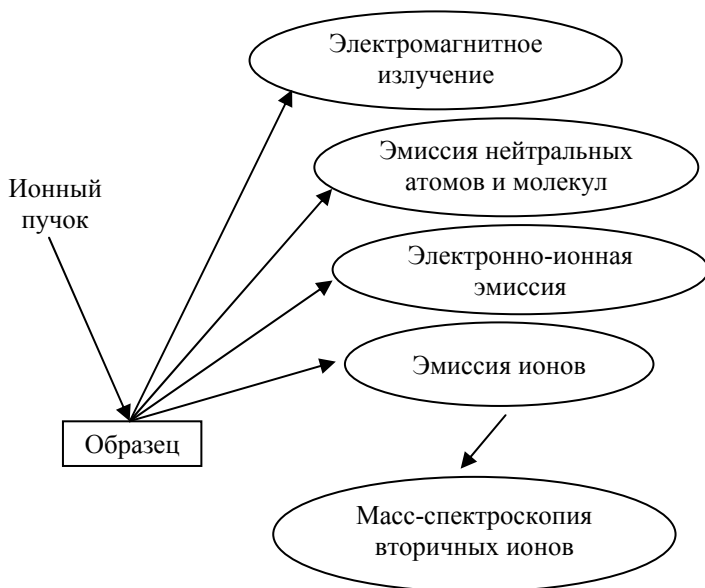 Электромагнитное
излучение
Эмиссия нейтральных
атомов и молекул
Ионный
пучок
Электронно-ионная
эмиссия
Эмиссия ионов
Образец
Масс-спектроскопия
вторичных ионов